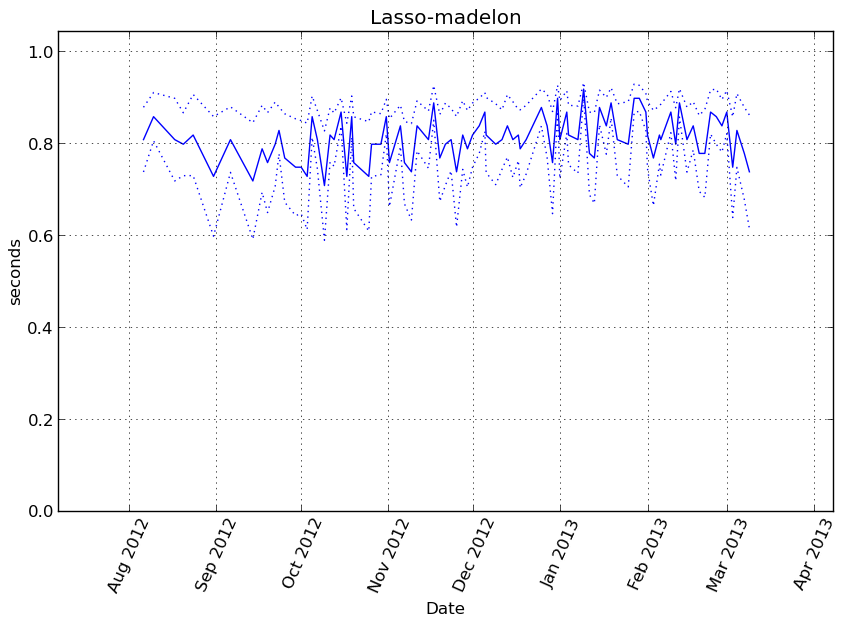 Lasso-madelon
1.0
0.8
0.6
0.4
0.2
0.0
seconds
Aug 2012
Sep 2012
Oct 2012
Nov 2012
Dec 2012
Jan 2013
Feb 2013
Mar 2013
Apr 2013
Date